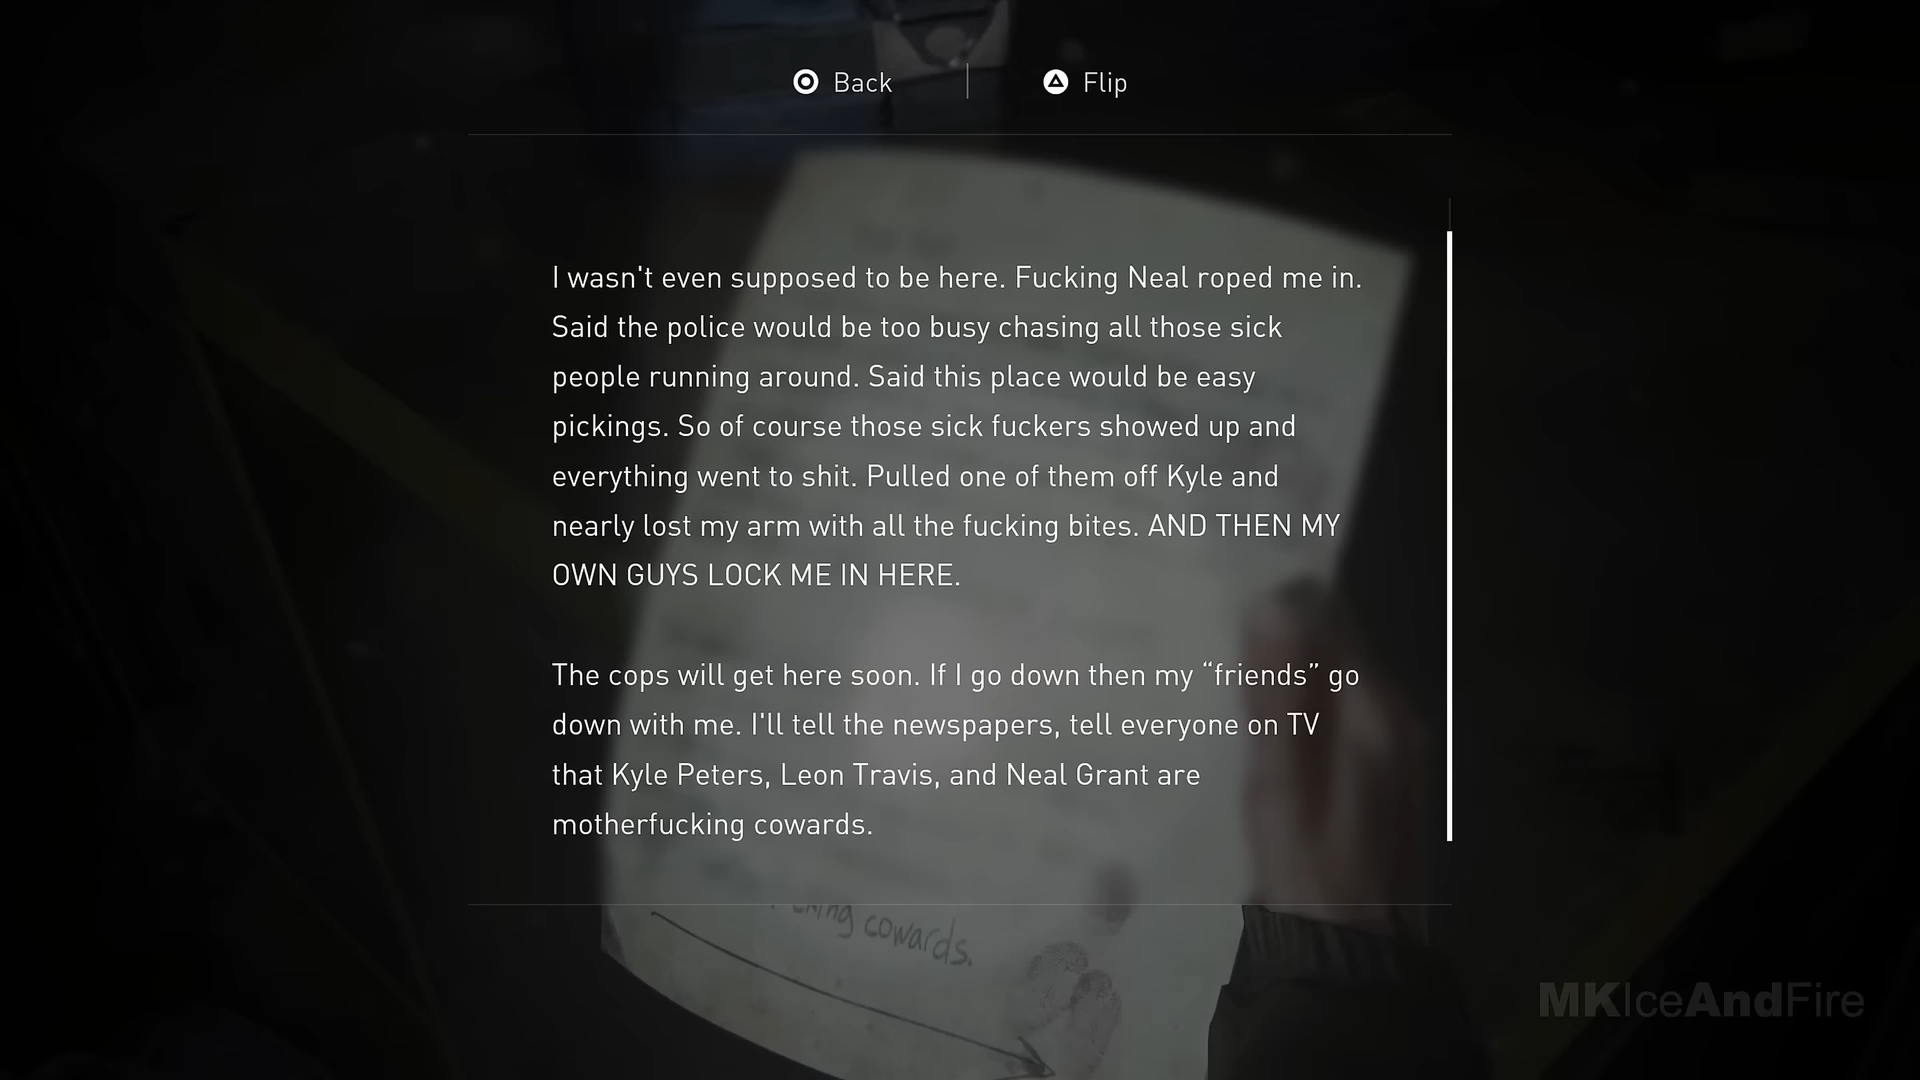 Back | Flip
I wasn't even supposed to be here. Fucking Neal roped me in.
Said the police would be too busy chasing all those sick
people running around. Said this place would be easy
pickings. So of course those sick fuckers showed up and
everything went to shit. Pulled one of them off Kyle and
nearly lost my arm with all the fucking bites. AND THEN MY
OWN GUYS LOCK ME IN HERE.
The cops will get here soon. If I go down then my “friends” go
down with me. I'll tell the newspapers, tell everyone on TV
that Kyle Peters, Leon Travis, and Neal Grant are
motherfucking cowards.
cowards.
MKIceAndFire